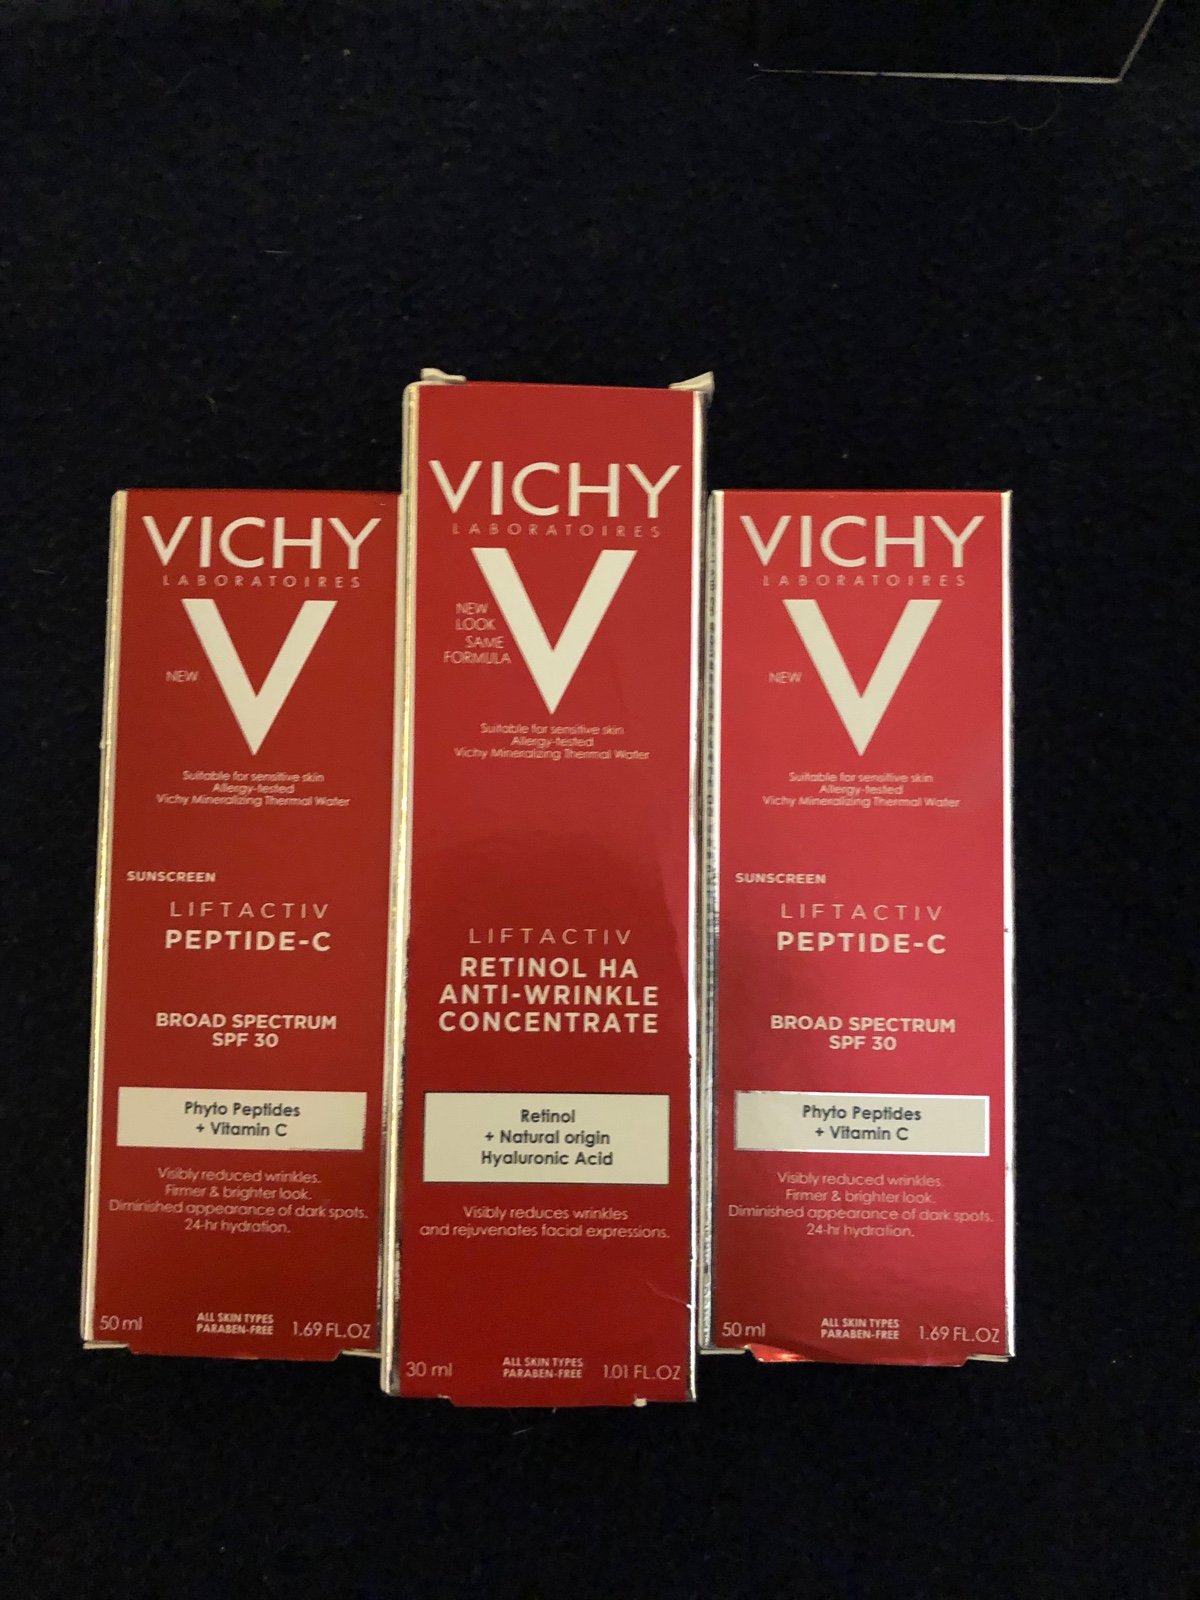 VICHY
LABORATOIRES
V
NEW
Suitable for sensitive skin
Allergy-tested
Vichy Mineralizing Thermal Water
SUNSCREEN
LIFTACTIV
PEPTIDE-C
BROAD SPECTRUM
SPF 30
Phyto Peptides
+ Vitamin C
Visibly reduced wrinkles.
Firmer & brighter look.
Diminished appearance of dark spots.
24-hr hydration.
50 ml
ALL SKIN TYPES
PARABEN-FREE
1.69 FL.OZ
VICHY
LABORATOIRES
V
NEW
LOOK
SAME
FORMULA
Suitable for sensitive skin
Allergy-tested
Vichy Mineralizing Thermal Water
LIFTACTIV
RETINOL HA
ANTI-WRINKLE
CONCENTRATE
Retinol
+ Natural origin
Hyaluronic Acid
Visibly reduces wrinkles
and rejuvenates facial expressions.
30 ml
ALL SKIN TYPES
PARABEN-FREE
1.01 FL.OZ
VICHY
LABORATOIRES
V
NEW
Suitable for sensitive skin
Allergy-tested
Vichy Mineralizing Thermal Water
SUNSCREEN
LIFTACTIV
PEPTIDE-C
BROAD SPECTRUM
SPF 30
Phyto Peptides
+ Vitamin C
Visibly reduced wrinkles.
Firmer & brighter look.
Diminished appearance of dark spots.
24-hr hydration.
50 ml
ALL SKIN TYPES
PARABEN-FREE
1.69 FL.OZ